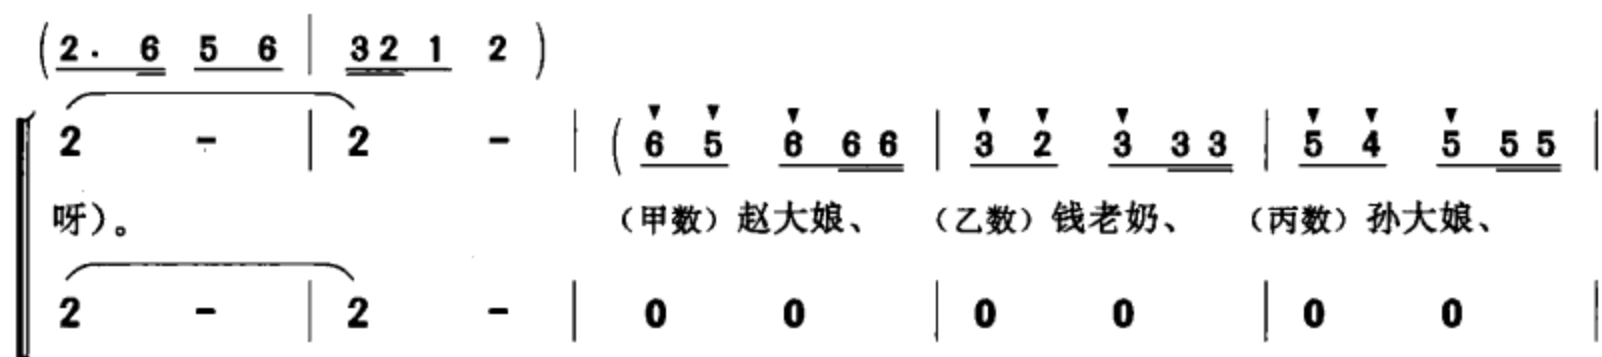 (2. 6 5 6 | 3 2 1 2)
2 - | 2 - | (6 5 6 6 6 | 3 2 3 3 3 | 5 4 5 5 5 |
呀)。 (甲数)赵大娘、 (乙数)钱老奶、 (丙数)孙大娘、
2 - | 2 - | 0 0 | 0 0 | 0 0 |